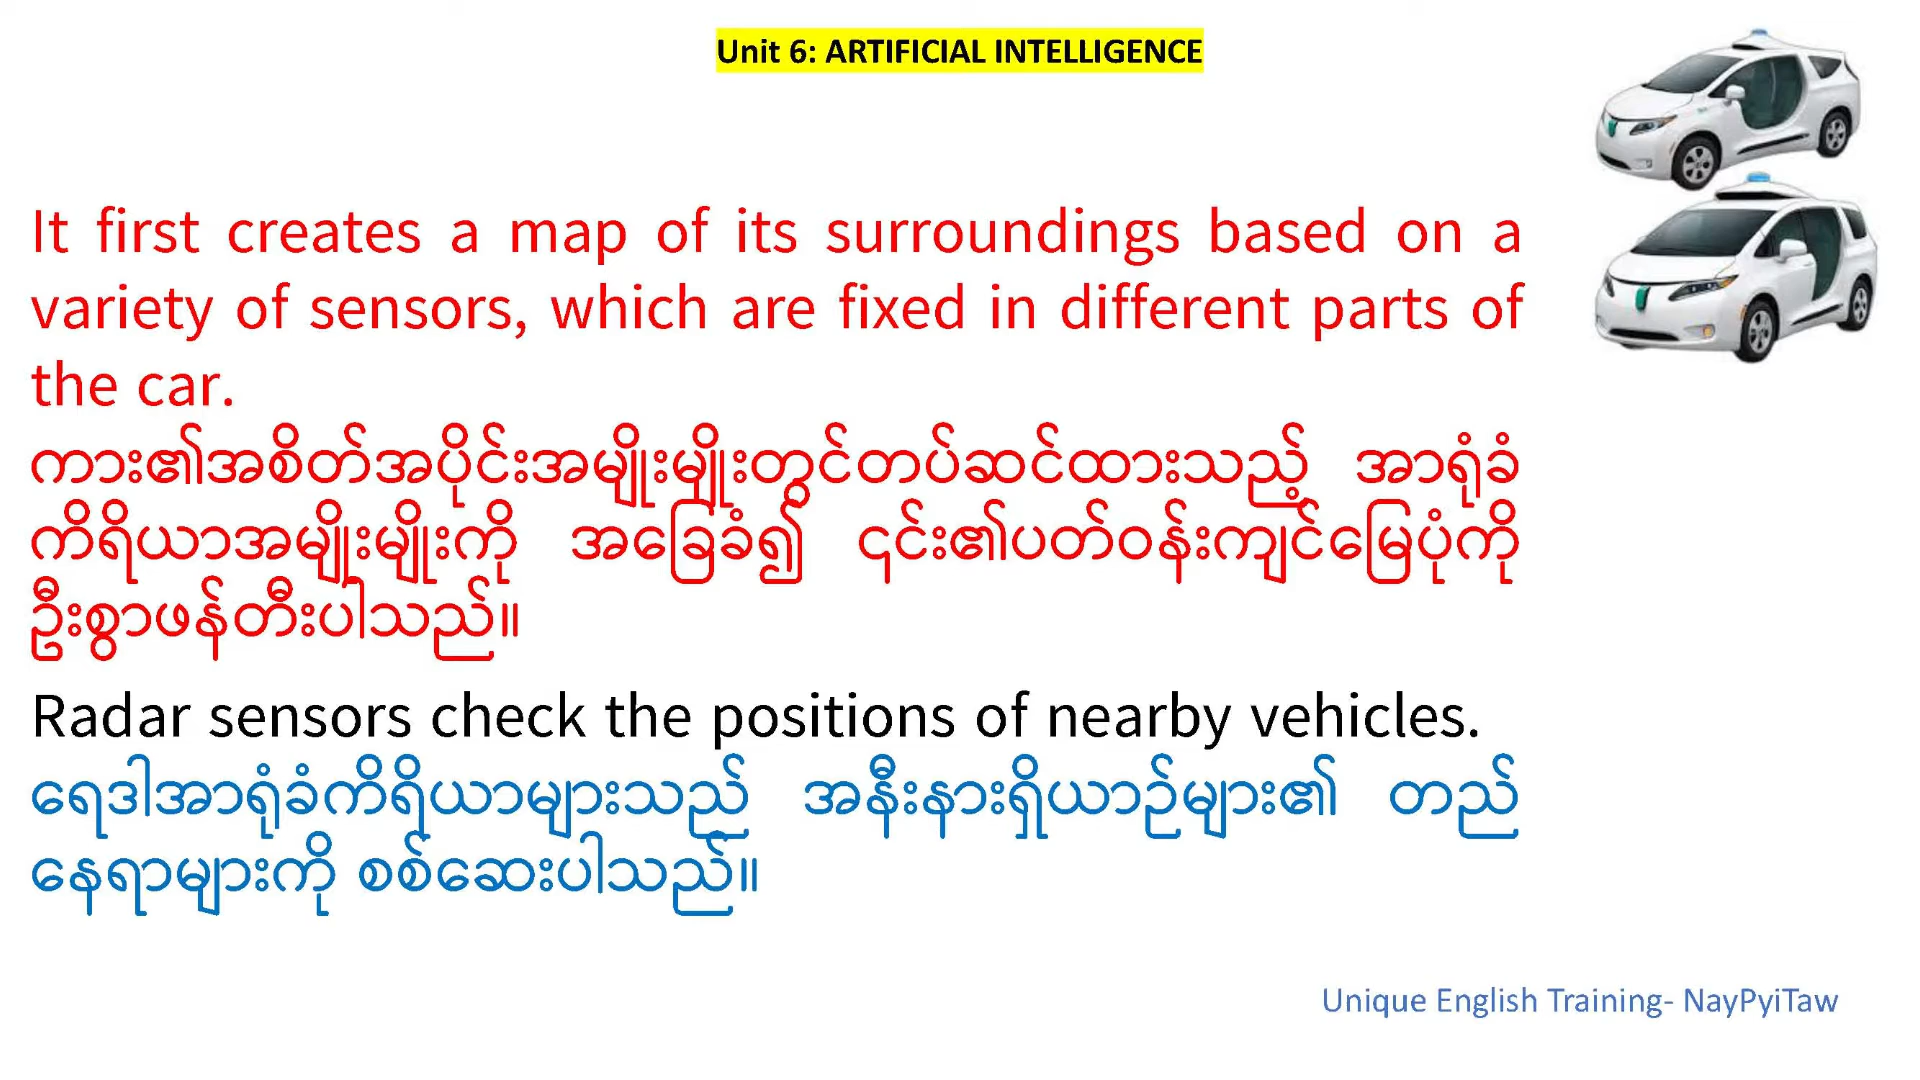 Unit 6: ARTIFICIAL INTELLIGENCE
It first creates a map of its surroundings based on a
variety of sensors, which are fixed in different parts of
the car.
ကား၏အစိတ်အပိုင်းအမျိုးမျိုးတွင်တပ်ဆင်ထားသည့် အာရုံခံ
ကိရိယာအမျိုးမျိုးကို အခြေခံ၍ ၎င်း၏ပတ်ဝန်းကျင်မြေပုံကို
ဦးစွာဖန်တီးပါသည်။
Radar sensors check the positions of nearby vehicles.
ရေဒါအာရုံခံကိရိယာများသည် အနီးနားရှိယာဉ်များ၏ တည်
နေရာများကို စစ်ဆေးပါသည်။
Unique English Training- NayPyiTaw